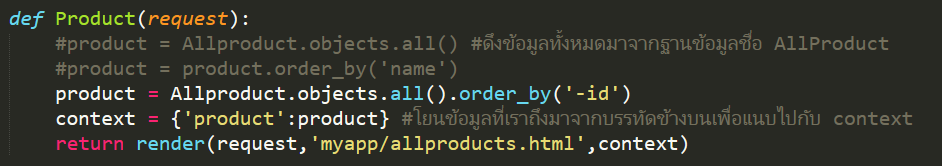 def Product(request):
#product = Allproduct.objects.all() #ดึงข้อมูลทั้งหมดมาจากฐานข้อมูลชื่อ AllProduct
#product = product.order_by('name')
product = Allproduct.objects.all().order_by('-id')
context = {'product':product} #โยนข้อมูลที่เราถึงมาจากบรรทัดข้างบนเพื่อแนบไปกับ context
return render(request,'myapp/allproducts.html',context)